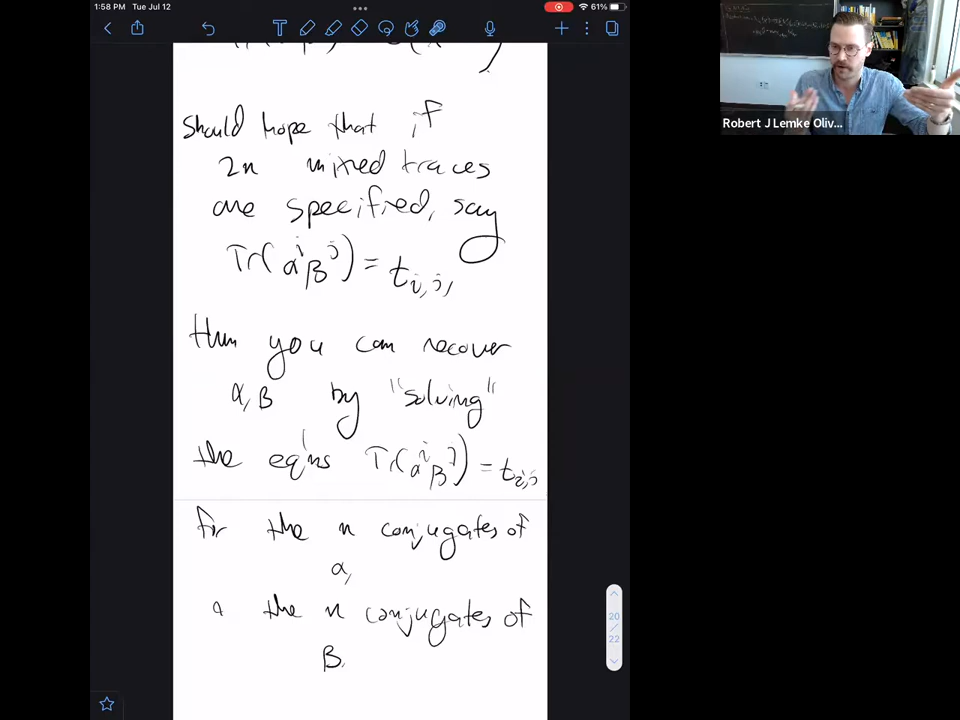 1:58 PM Tue Jul 12
61%
should hope that if
2n mixed traces
are specified, say
Tr(α^i β^j) = t_{i,j},
then you can recover
α, β by "solving"
the eqns Tr(α^i β^j) = t_{i,j}
for the n conjugates of
α,
the n conjugates of
β.
20
/
22
Robert J Lemke Oliv...